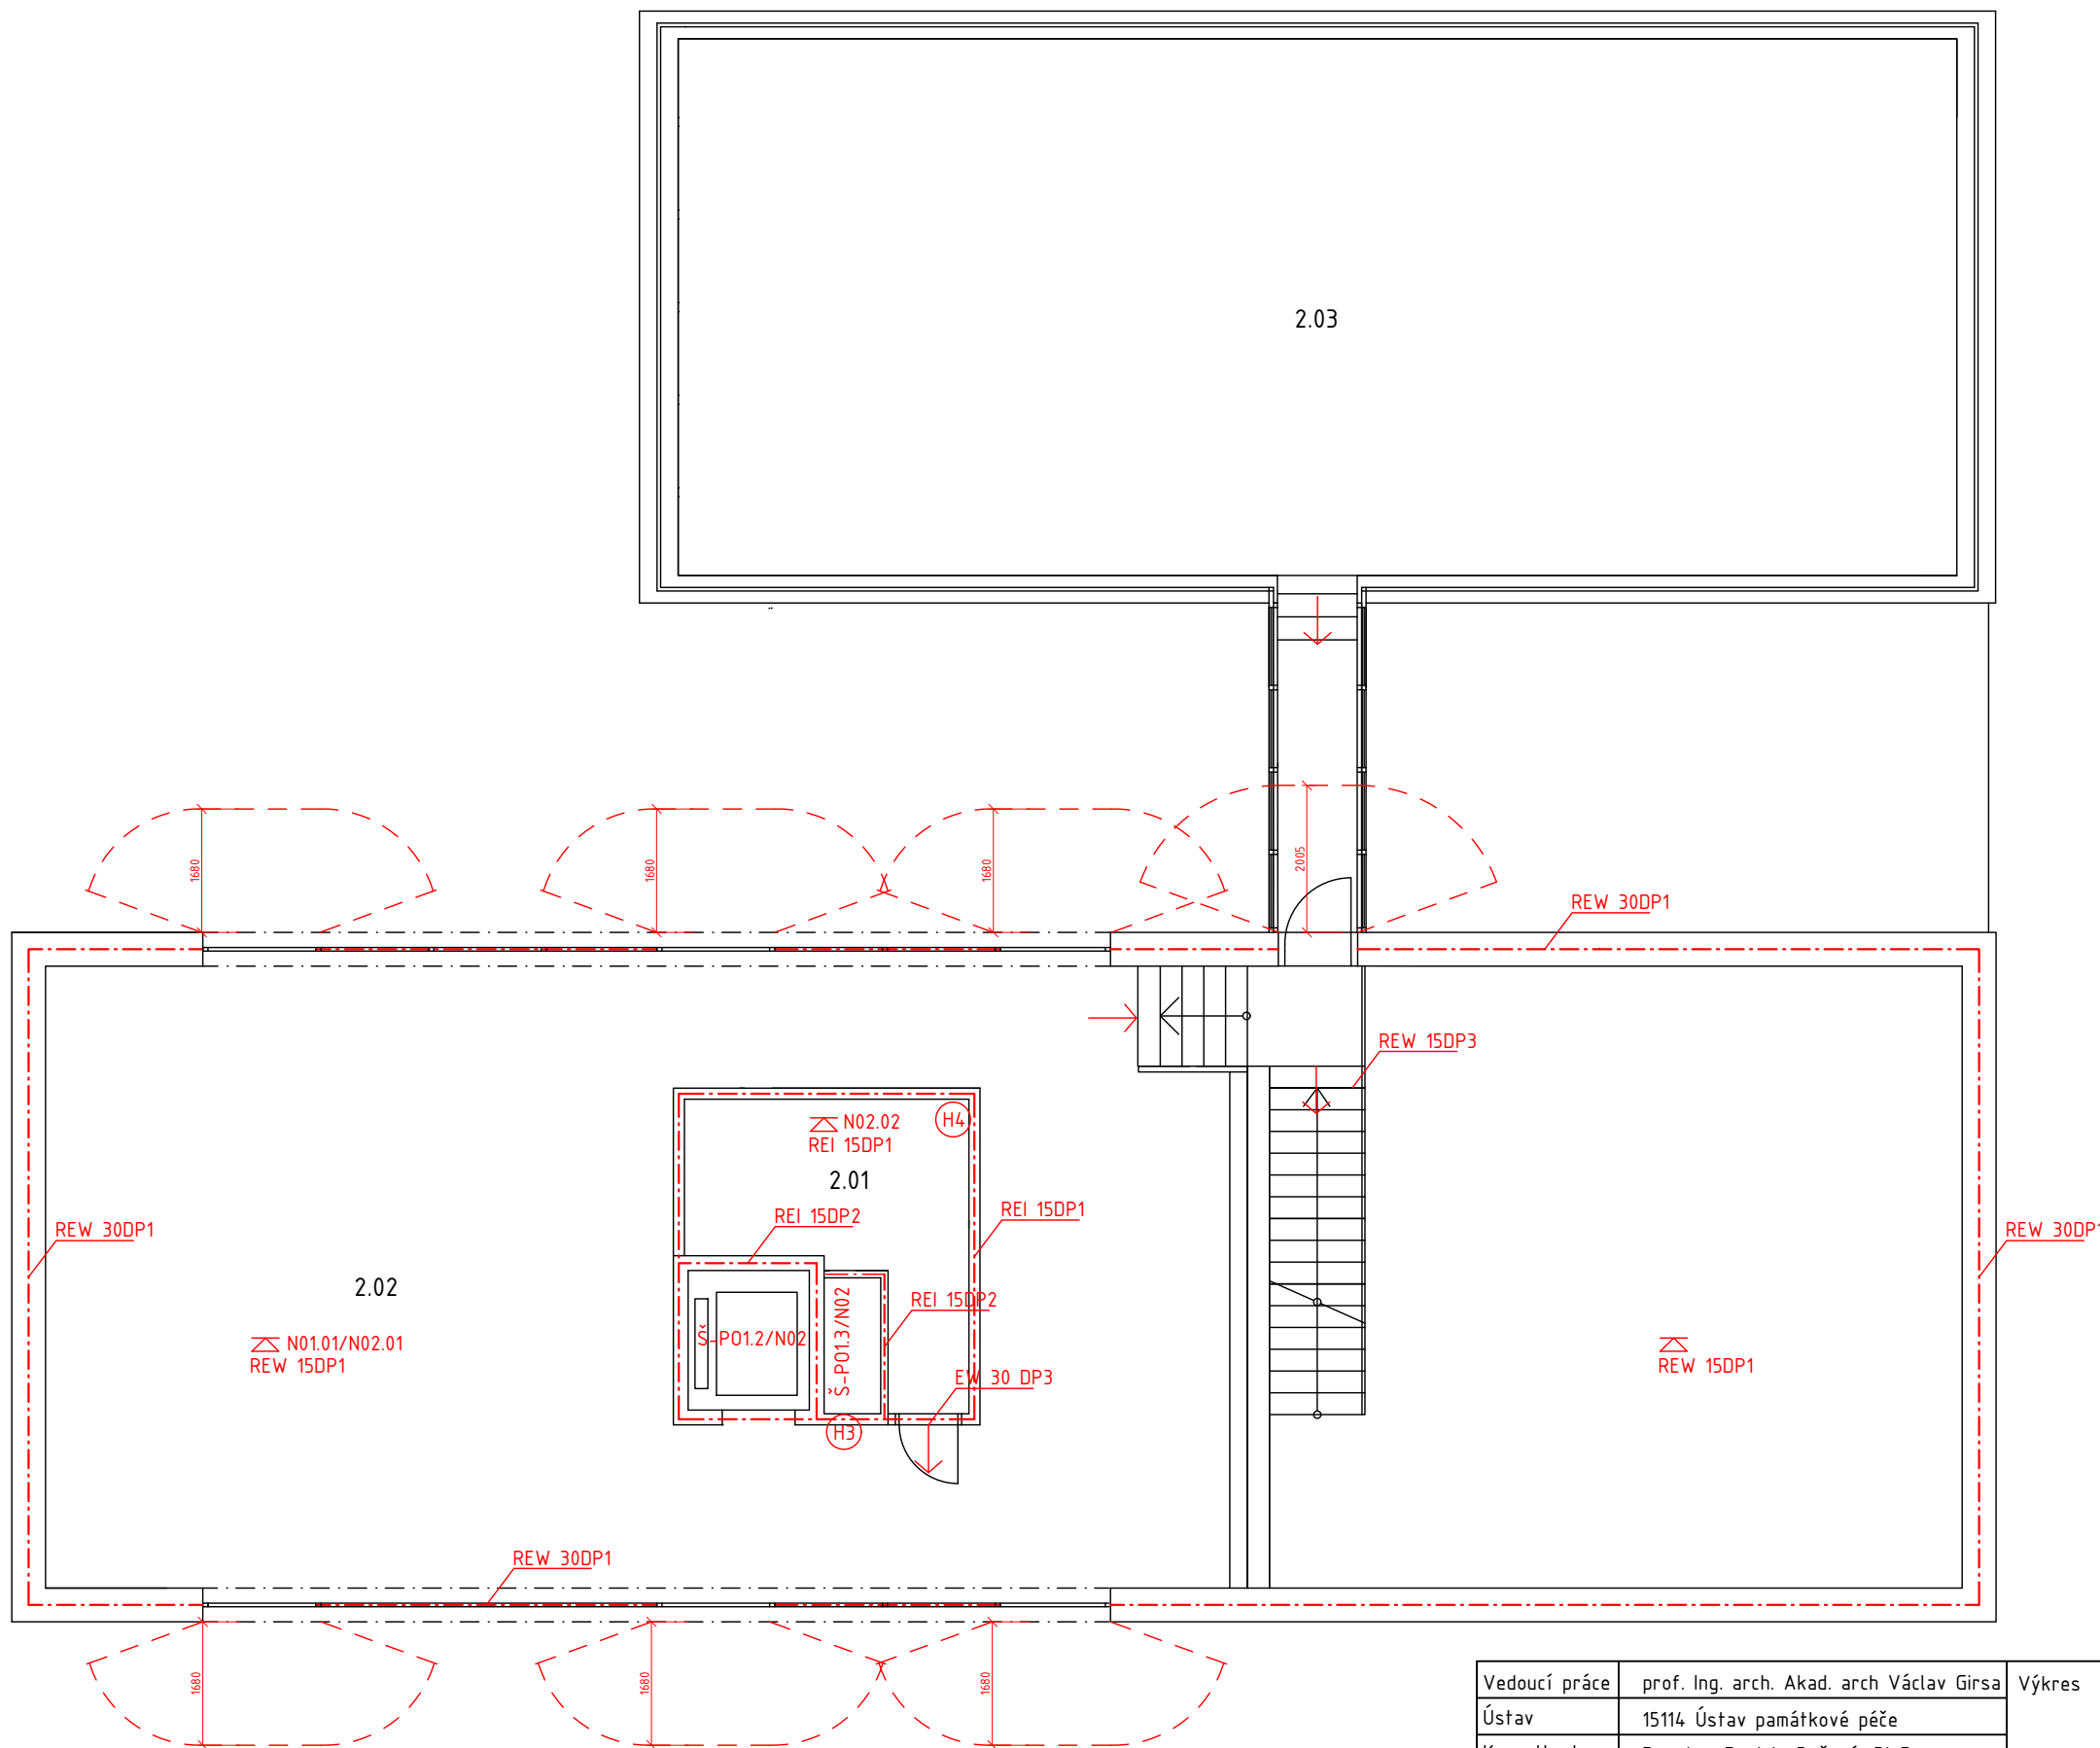 2.03
1680
1680
1680
2005
REW 30DP1
REW 15DP3
N02.02
REI 15DP1
H4
2.01
REI 15DP2
REI 15DP1
REW 30DP1
REW 30DP1
2.02
REI 15DP2
Š-P01.2/N02
Š-P01.3/N02
N01.01/N02.01
REW 15DP1
REW 15DP1
EW 30 DP3
H3
REW 30DP1
1680
1680
1680
Vedoucí práce prof. Ing. arch. Akad. arch Václav Girsa Výkres
Ústav 15114 Ústav památkové péče